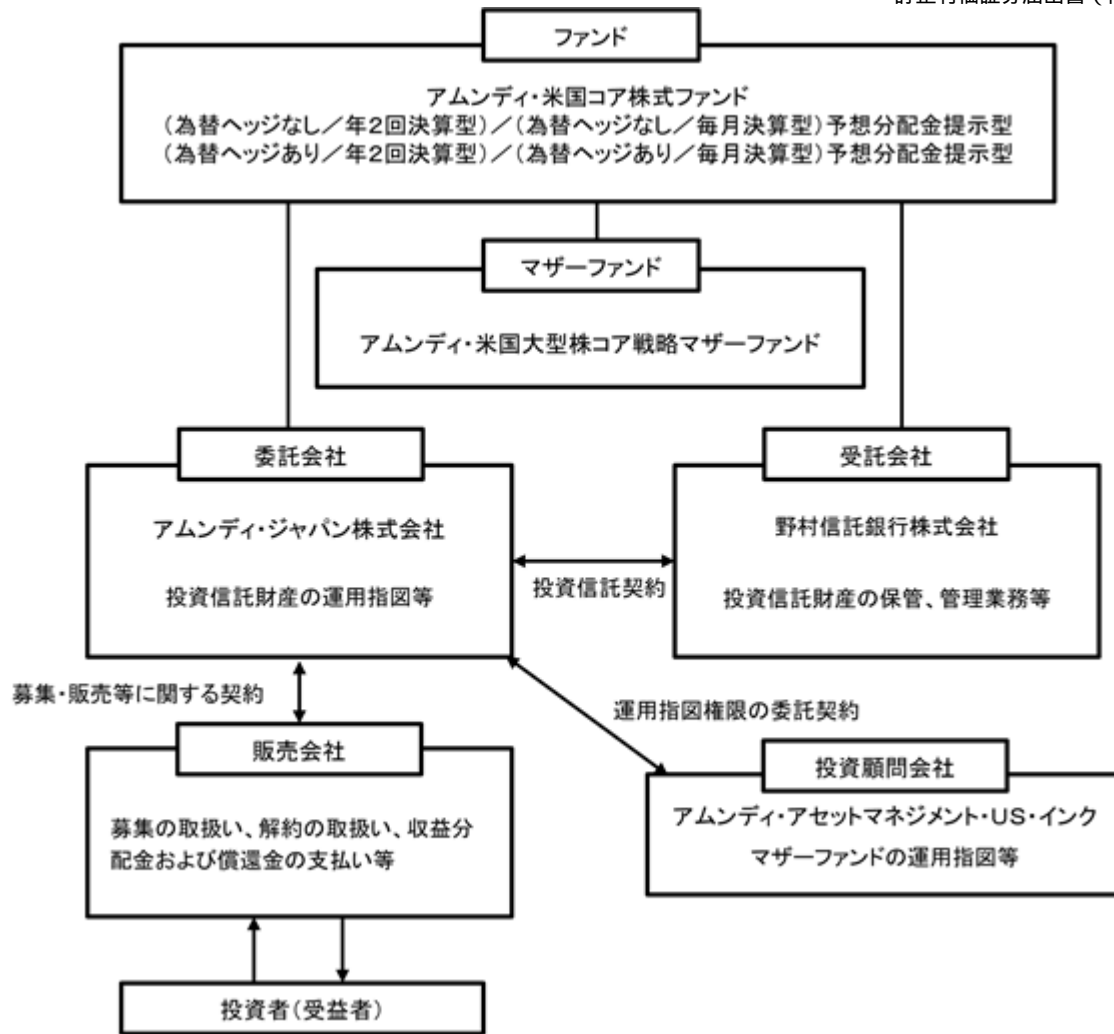 ファンド
アムンディ・米国コア株式ファンド
(為替ヘッジなし/年2回決算型)/(為替ヘッジなし/毎月決算型)予想分配金提示型
(為替ヘッジあり/年2回決算型)/(為替ヘッジあり/毎月決算型)予想分配金提示型
マザーファンド
アムンディ・米国大型株コア戦略マザーファンド
委託会社
アムンディ・ジャパン株式会社
投資信託財産の運用指図等
投資信託契約
受託会社
野村信託銀行株式会社
投資信託財産の保管、管理業務等
募集・販売等に関する契約
運用指図権限の委託契約
販売会社
募集の取扱い、解約の取扱い、収益分
配金および償還金の支払い等
投資顧問会社
アムンディ・アセットマネジメント・US・インク
マザーファンドの運用指図等
投資者(受益者)